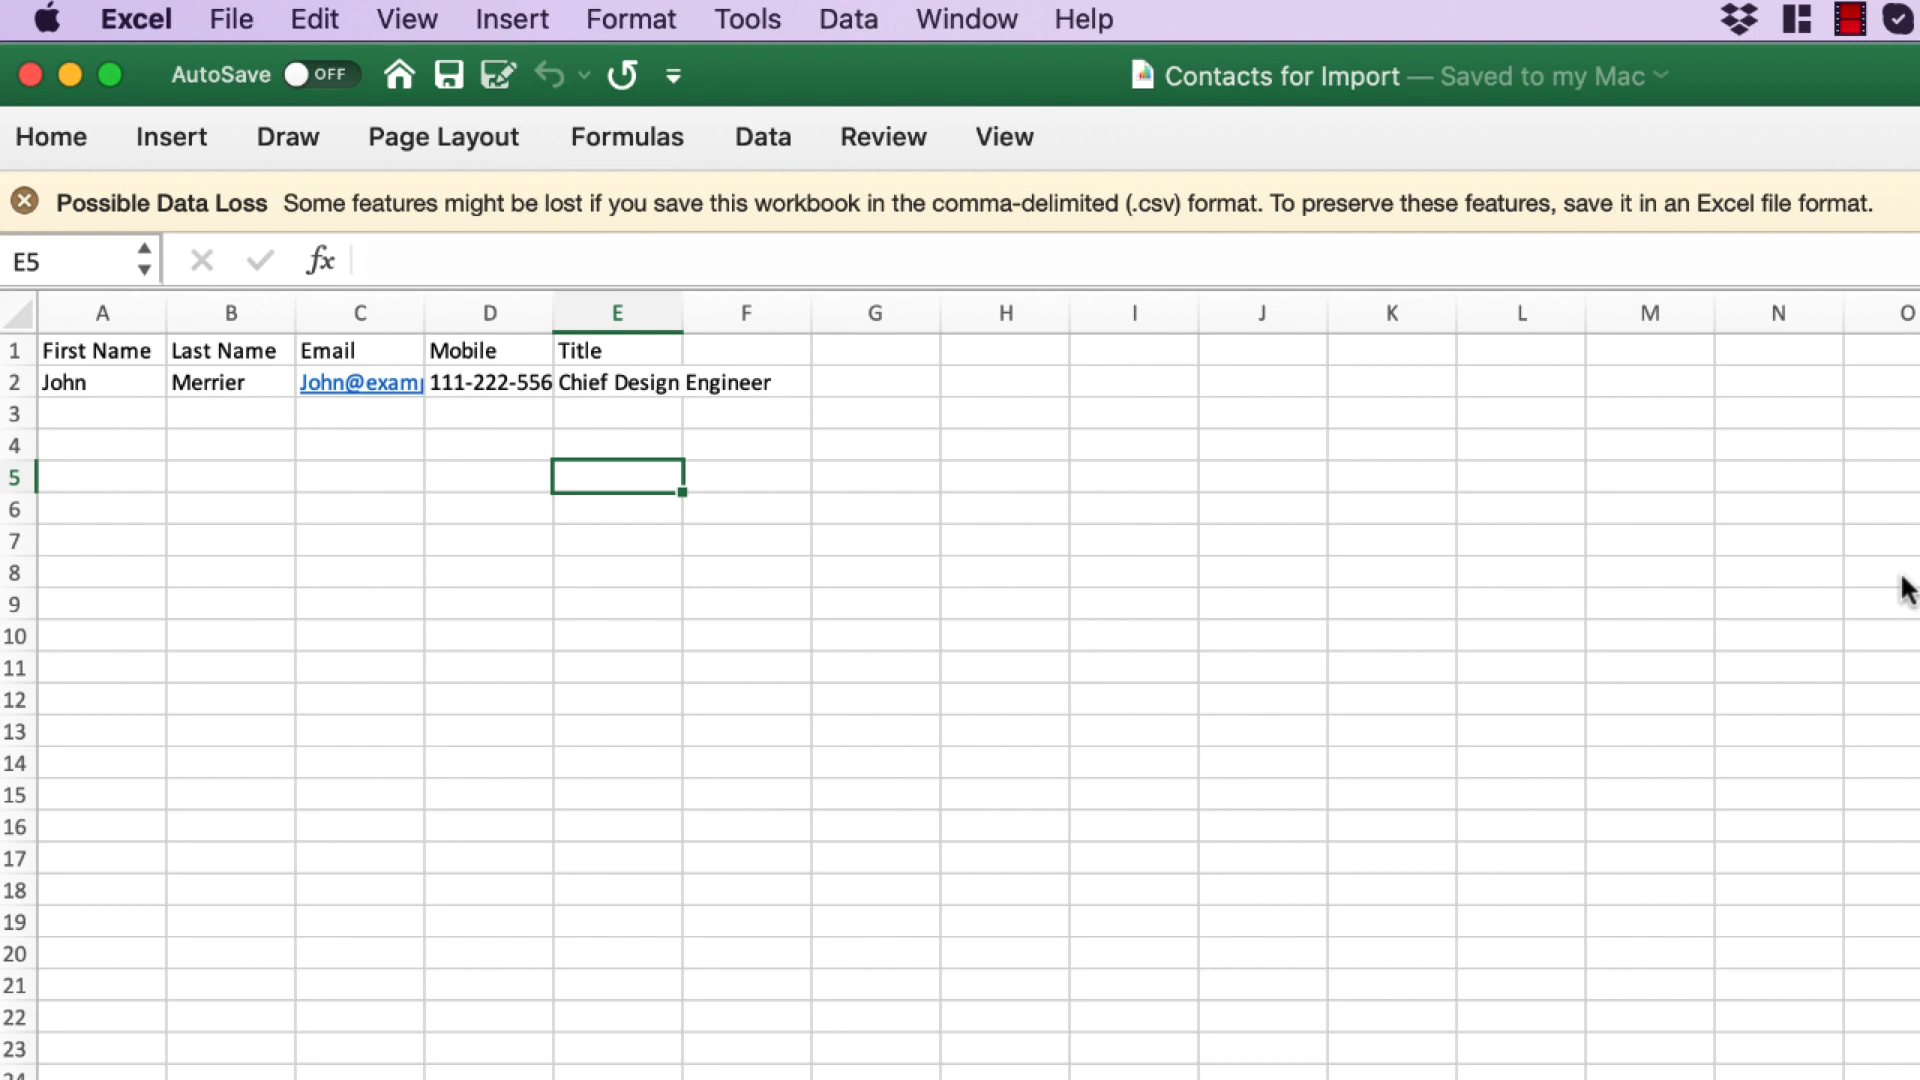 Excel File Edit View Insert Format Tools Data Window Help
AutoSave OFF Contacts for Import — Saved to my Mac
Home Insert Draw Page Layout Formulas Data Review View
Possible Data Loss Some features might be lost if you save this workbook in the comma-delimited (.csv) format. To preserve these features, save it in an Excel file format.
E5 fx
A B C D E F G H I J K L M N O
1 First Name Last Name Email Mobile Title
2 John Merrier John@exam 111-222-556 Chief Design Engineer
3
4
5
6
7
8
9
10
11
12
13
14
15
16
17
18
19
20
21
22
23
24